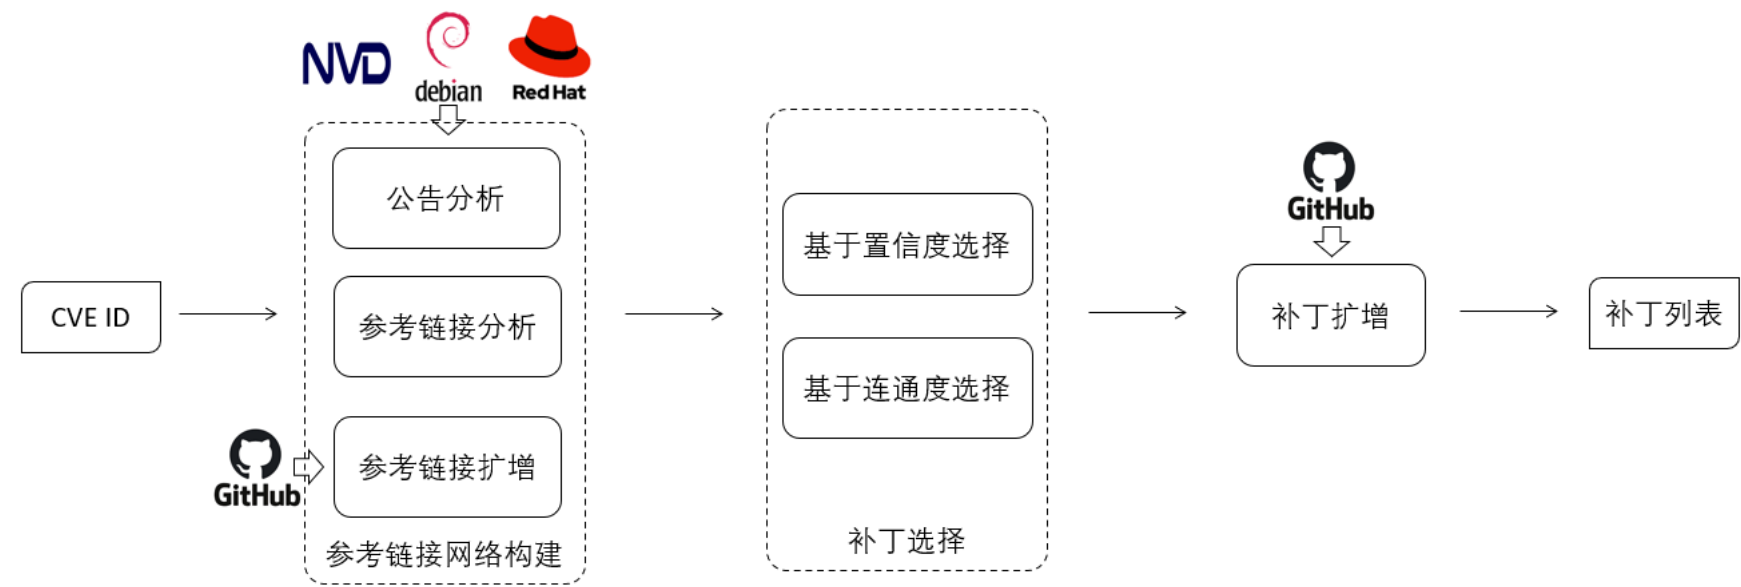 NVD
debian
Red Hat
公告分析
CVE ID
参考链接分析
GitHub
参考链接扩增
参考链接网络构建
基于置信度选择
基于连通度选择
补丁选择
GitHub
补丁扩增
补丁列表